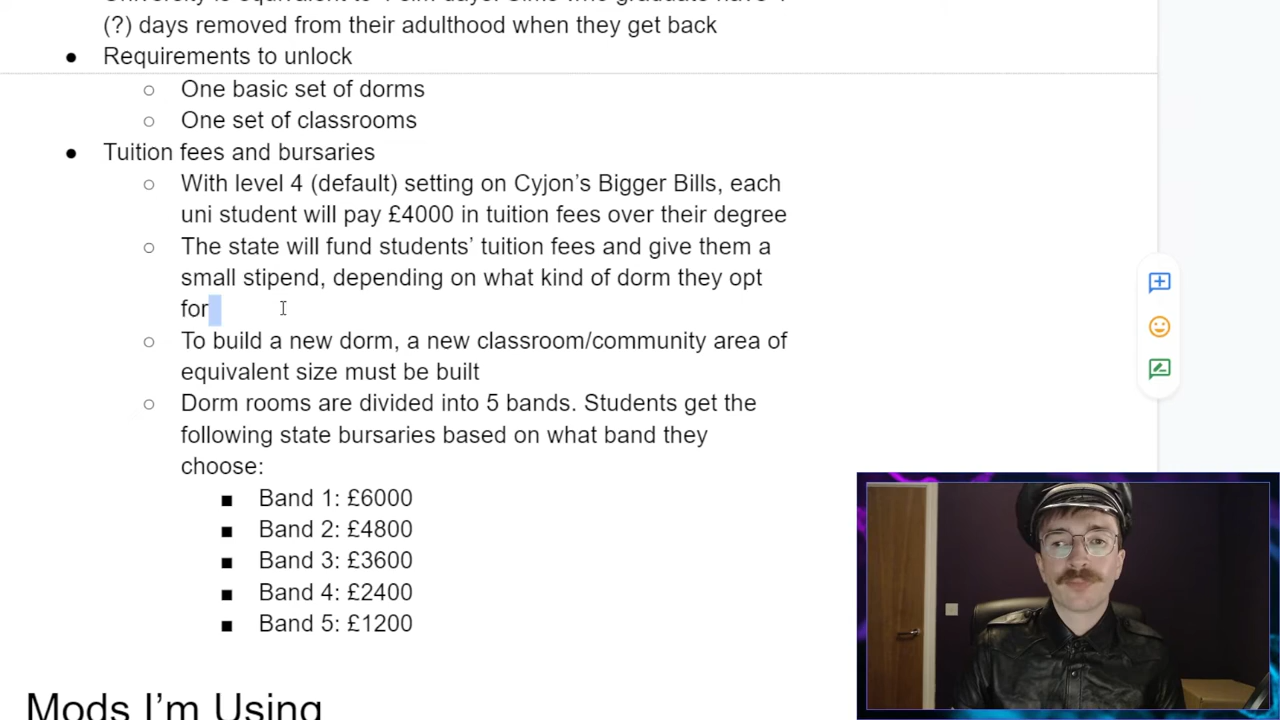 (?) days removed from their adulthood when they get back
● Requirements to unlock
○ One basic set of dorms
○ One set of classrooms
● Tuition fees and bursaries
○ With level 4 (default) setting on Cyjon's Bigger Bills, each
uni student will pay £4000 in tuition fees over their degree
○ The state will fund students' tuition fees and give them a
small stipend, depending on what kind of dorm they opt
for
○ To build a new dorm, a new classroom/community area of
equivalent size must be built
○ Dorm rooms are divided into 5 bands. Students get the
following state bursaries based on what band they
choose:
■ Band 1: £6000
■ Band 2: £4800
■ Band 3: £3600
■ Band 4: £2400
■ Band 5: £1200
Mods I'm Using